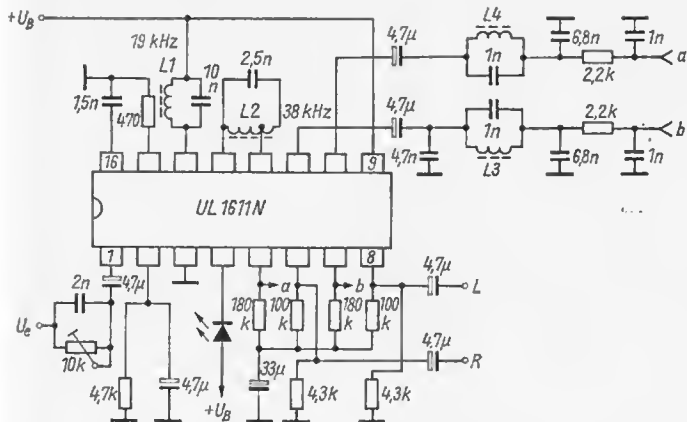 +U_B
19 kHz
L1
10 n
2,5n
L2
38 kHz
1,5n
470
4,7µ
L4
1n
6,8n
1n
2,2k
a
4,7µ
4,7n
1n
L3
6,8n
2,2k
1n
b
16
9
UL 1611N
1
8
4,7µ
2n
U_e
10k
4,7k
4,7µ
+U_B
a
b
180 k
100 k
180 k
100 k
33µ
4,3k
4,3k
4,7µ
L
4,7µ
R